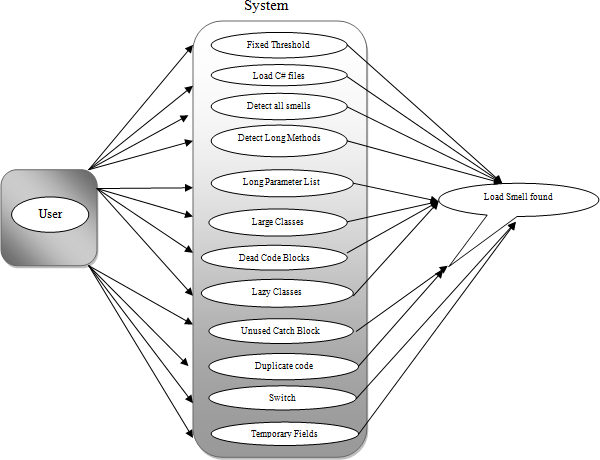 System
Fixed Threshold
Load C# files
Detect all smells
Detect Long Methods
Long Parameter List
Load Smell found
User
Large Classes
Dead Code Blocks
Lazy Classes
Unused Catch Block
Duplicate code
Switch
Temporary Fields